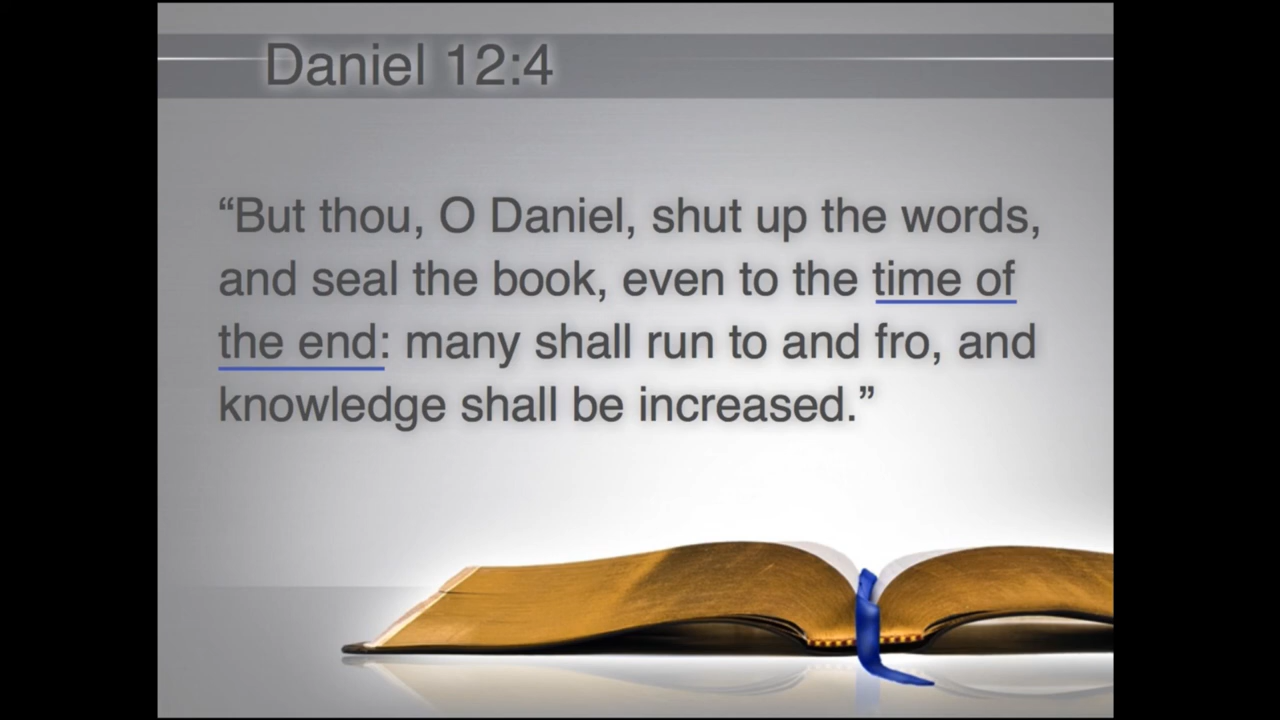 Daniel 12:4
“But thou, O Daniel, shut up the words,
and seal the book, even to the time of
the end: many shall run to and fro, and
knowledge shall be increased.”